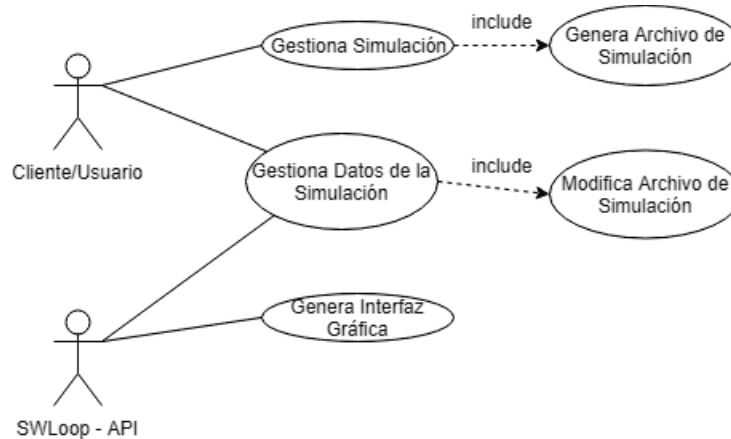 include
Gestiona Simulación
Genera Archivo de
Simulación
Cliente/Usuario
Gestiona Datos de la
Simulación
include
Modifica Archivo de
Simulación
Genera Interfaz
Gráfica
SWLoop - API